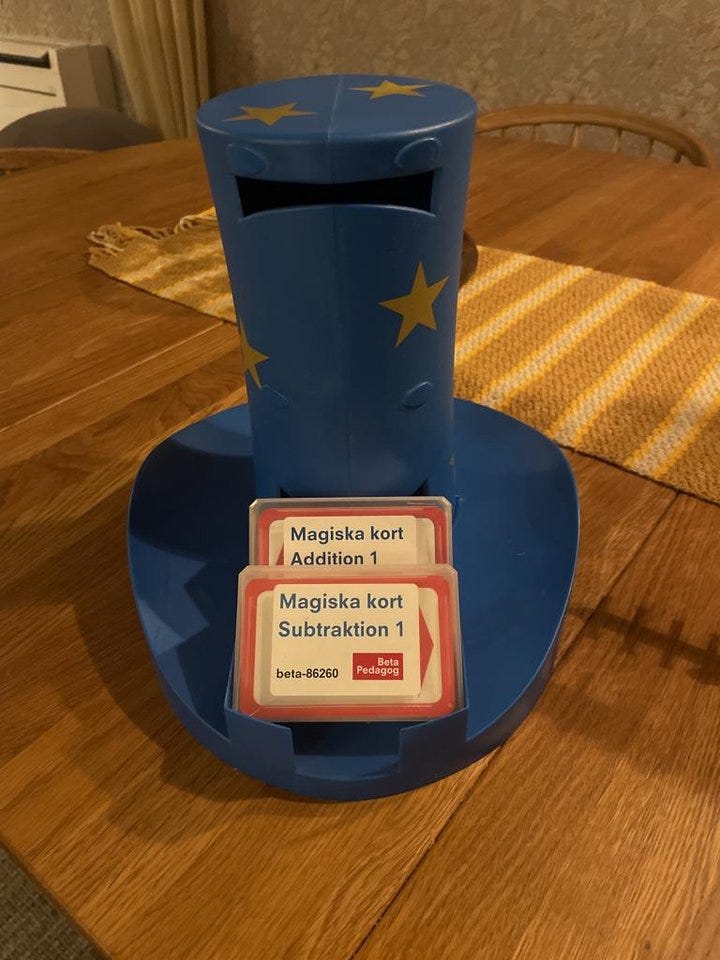 Magiska kort
Addition 1
Magiska kort
Subtraktion 1
beta-86260
Beta
Pedagog